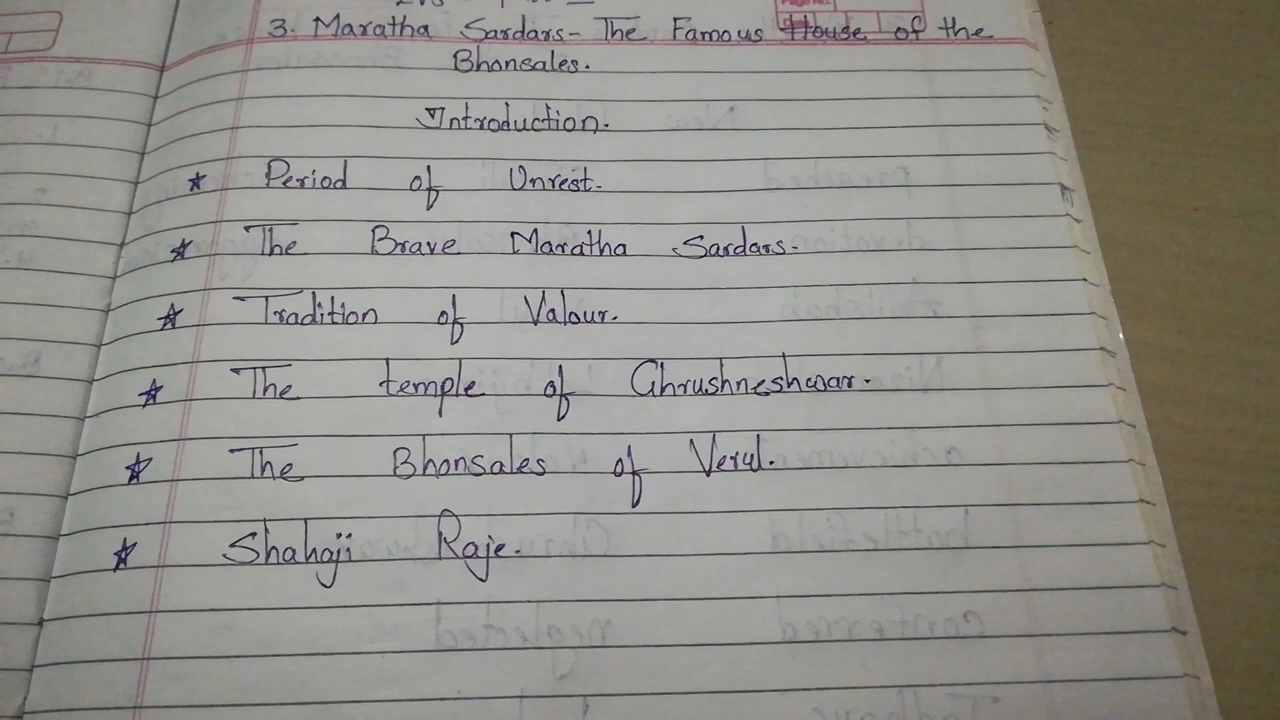 3. Maratha Sardars- The Famous House of the
Bhonsales.
Introduction.
* Period of Unrest.
* The Brave Maratha Sardars-
* Tradition of Valour.
* The temple of Ghrushneshwar.
* The Bhonsales of Verul.
* Shahaji Raje.